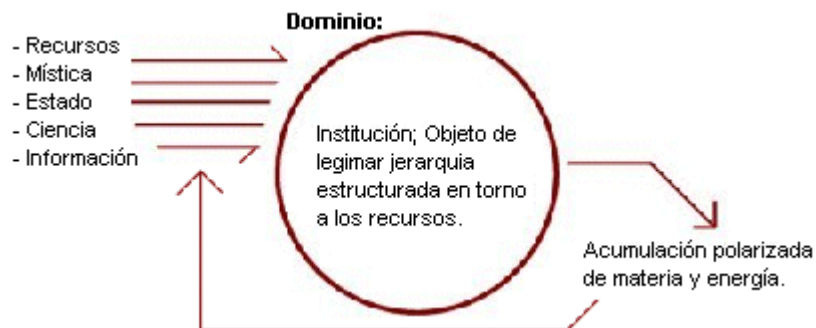 Dominio:
- Recursos
- Mística
- Estado
- Ciencia
- Información
Institución; Objeto de
legimar jerarquia
estructurada en torno
a los recursos.
Acumulación polarizada
de materia y energía.